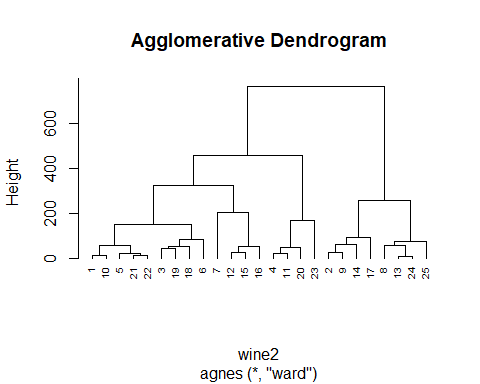 Agglomerative Dendrogram
Height
0 200 400 600
1 10 5 21 22 3 19 18 6 7 12 15 16 4 11 20 23 2 9 14 17 8 13 24 25
wine2
agnes (*, "ward")